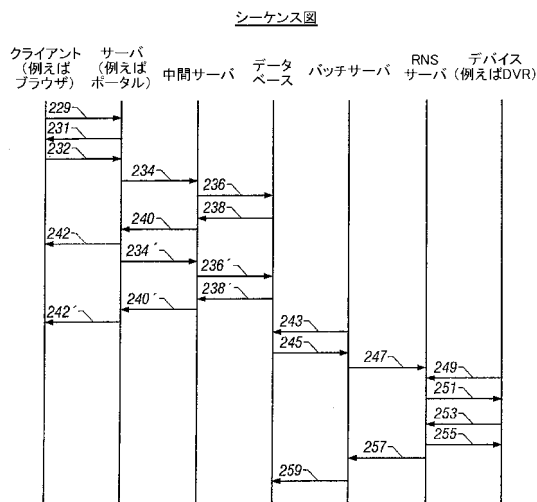 シーケンス図
クライアント
(例えば
ブラウザ)
サーバ
(例えば
ポータル)
中間サーバ
データ
ベース
バッチサーバ
RNS
サーバ
デバイス
(例えばDVR)
229
231
232
234
236
238
240
242
234´
236´
238´
240´
242´
243
245
247
249
251
253
255
257
259